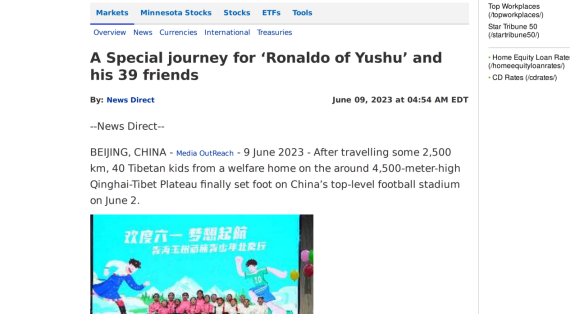 Markets Minnesota Stocks Stocks ETFs Tools
Overview News Currencies International Treasuries
A Special journey for ‘Ronaldo of Yushu’ and
his 39 friends
By: News Direct June 09, 2023 at 04:54 AM EDT
--News Direct--
BEIJING, CHINA - Media OutReach - 9 June 2023 - After travelling some 2,500
km, 40 Tibetan kids from a welfare home on the around 4,500-meter-high
Qinghai-Tibet Plateau finally set foot on China’s top-level football stadium
on June 2.
欢度六一 梦想起航
Top Workplaces
(/topworkplaces/)
Star Tribune 50
(/startribune50/)
- Home Equity Loan Rates
(/homeequityloanrates/)
- CD Rates (/cdrates/)